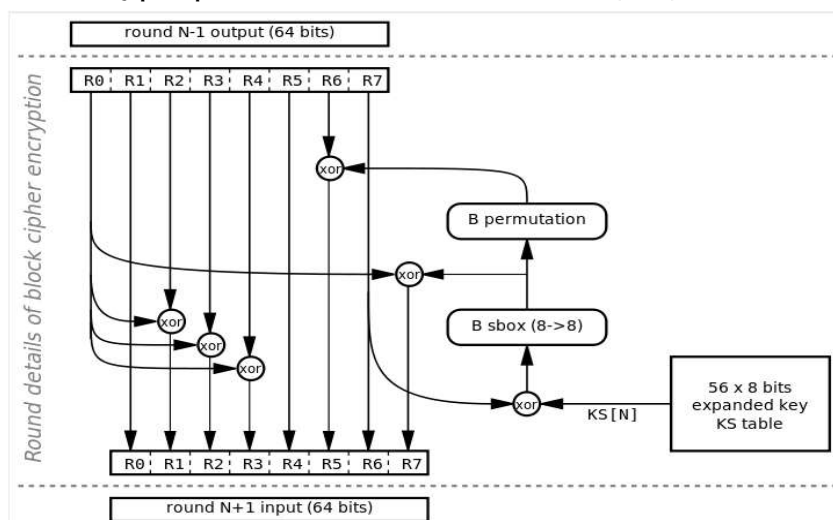 round N-1 output (64 bits)
R0 R1 R2 R3 R4 R5 R6 R7
Round details of block cipher encryption
xor
B permutation
xor
xor
B sbox (8->8)
xor
xor
xor
KS[N]
56 x 8 bits
expanded key
KS table
R0 R1 R2 R3 R4 R5 R6 R7
round N+1 input (64 bits)